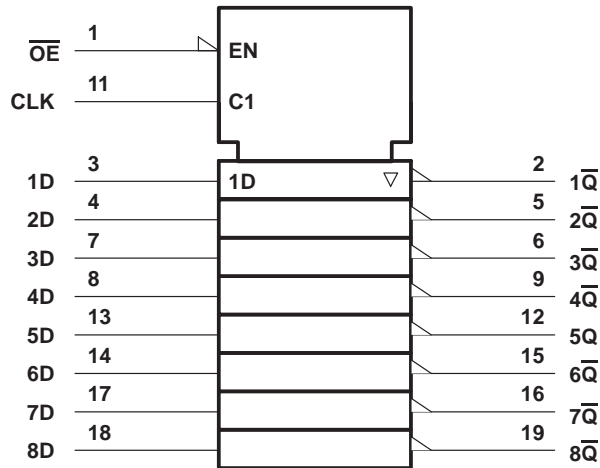 1
O̅E̅ EN
11
CLK C1
3 2
1D 1D ▽ 1Q̅
4 5
2D 2Q̅
7 6
3D 3Q̅
8 9
4D 4Q̅
13 12
5D 5Q
14 15
6D 6Q̅
17 16
7D 7Q̅
18 19
8D 8Q̅